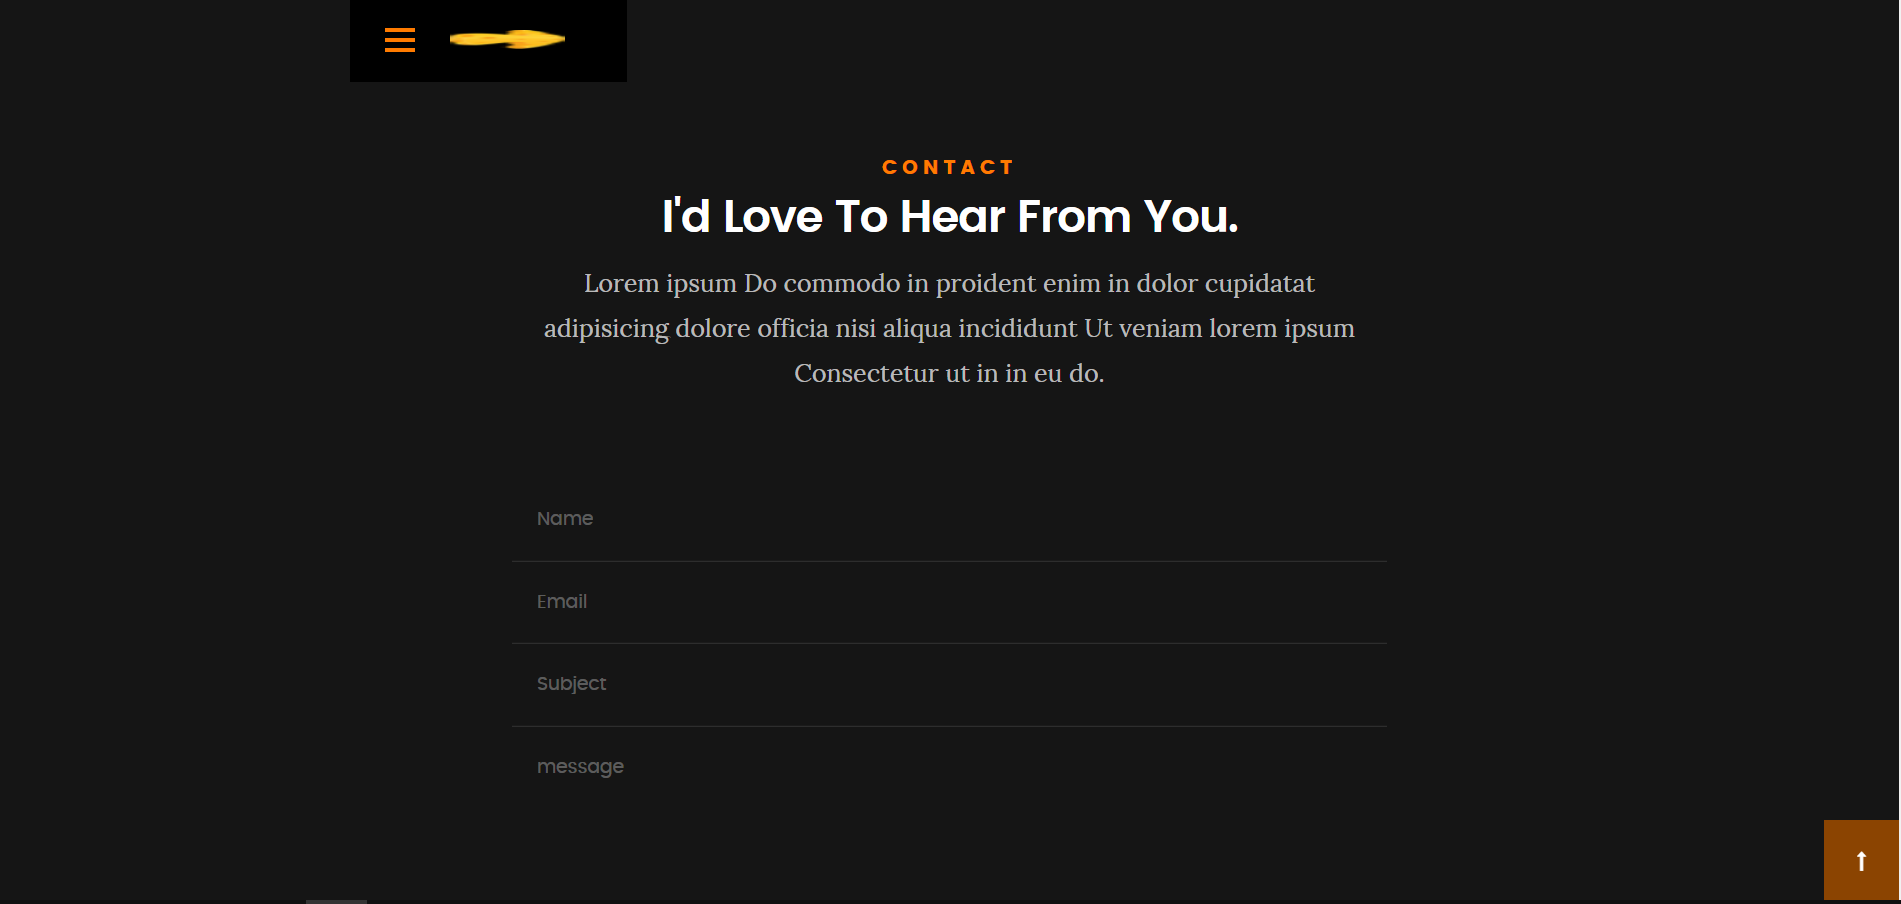 CONTACT
I'd Love To Hear From You.
Lorem ipsum Do commodo in proident enim in dolor cupidatat
adipisicing dolore officia nisi aliqua incididunt Ut veniam lorem ipsum
Consectetur ut in in eu do.
Name
Email
Subject
message